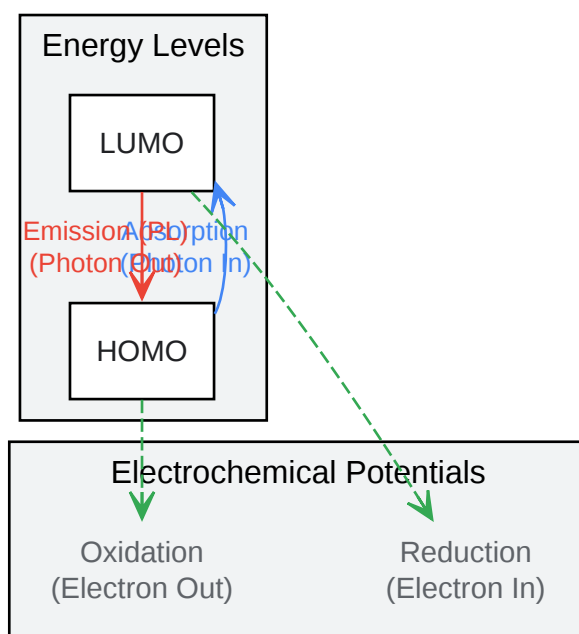 Energy Levels
LUMO
Emission (PL)
(Photon Out)
Absorption
(Photon In)
HOMO
Electrochemical Potentials
Oxidation
(Electron Out)
Reduction
(Electron In)